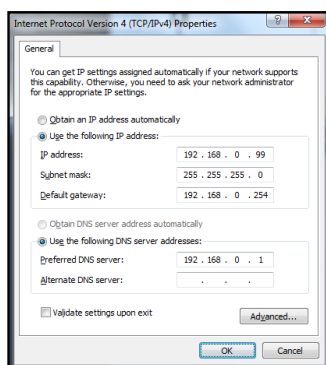 Internet Protocol Version 4 (TCP/IPv4) Properties
General
You can get IP settings assigned automatically if your network supports
this capability. Otherwise, you need to ask your network administrator
for the appropriate IP settings.
Obtain an IP address automatically
Use the following IP address:
IP address: 192 . 168 . 0 . 99
Subnet mask: 255 . 255 . 255 . 0
Default gateway: 192 . 168 . 0 . 254
Obtain DNS server address automatically
Use the following DNS server addresses:
Preferred DNS server: 192 . 168 . 0 . 1
Alternate DNS server: . . .
Validate settings upon exit
Advanced...
OK Cancel